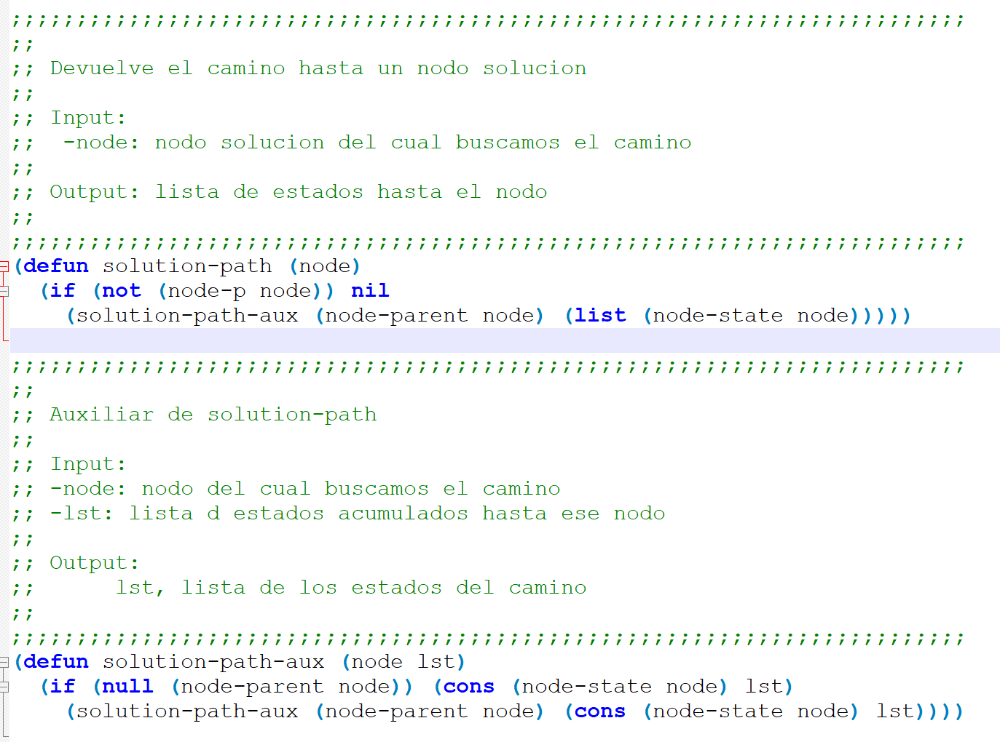 ;;;;;;;;;;;;;;;;;;;;;;;;;;;;;;;;;;;;;;;;;;;;;;;;;;;;;;;;;;;;;;;;;;;;;;;;;
;;
;; Devuelve el camino hasta un nodo solucion
;;
;; Input:
;;  -node: nodo solucion del cual buscamos el camino
;;
;; Output: lista de estados hasta el nodo
;;
;;;;;;;;;;;;;;;;;;;;;;;;;;;;;;;;;;;;;;;;;;;;;;;;;;;;;;;;;;;;;;;;;;;;;;;;;
(defun solution-path (node)
  (if (not (node-p node)) nil
    (solution-path-aux (node-parent node) (list (node-state node)))))
;;;;;;;;;;;;;;;;;;;;;;;;;;;;;;;;;;;;;;;;;;;;;;;;;;;;;;;;;;;;;;;;;;;;;;;;;
;;
;; Auxiliar de solution-path
;;
;; Input:
;; -node: nodo del cual buscamos el camino
;; -lst: lista d estados acumulados hasta ese nodo
;;
;; Output:
;;      lst, lista de los estados del camino
;;
;;;;;;;;;;;;;;;;;;;;;;;;;;;;;;;;;;;;;;;;;;;;;;;;;;;;;;;;;;;;;;;;;;;;;;;;;
(defun solution-path-aux (node lst)
  (if (null (node-parent node)) (cons (node-state node) lst)
    (solution-path-aux (node-parent node) (cons (node-state node) lst))))